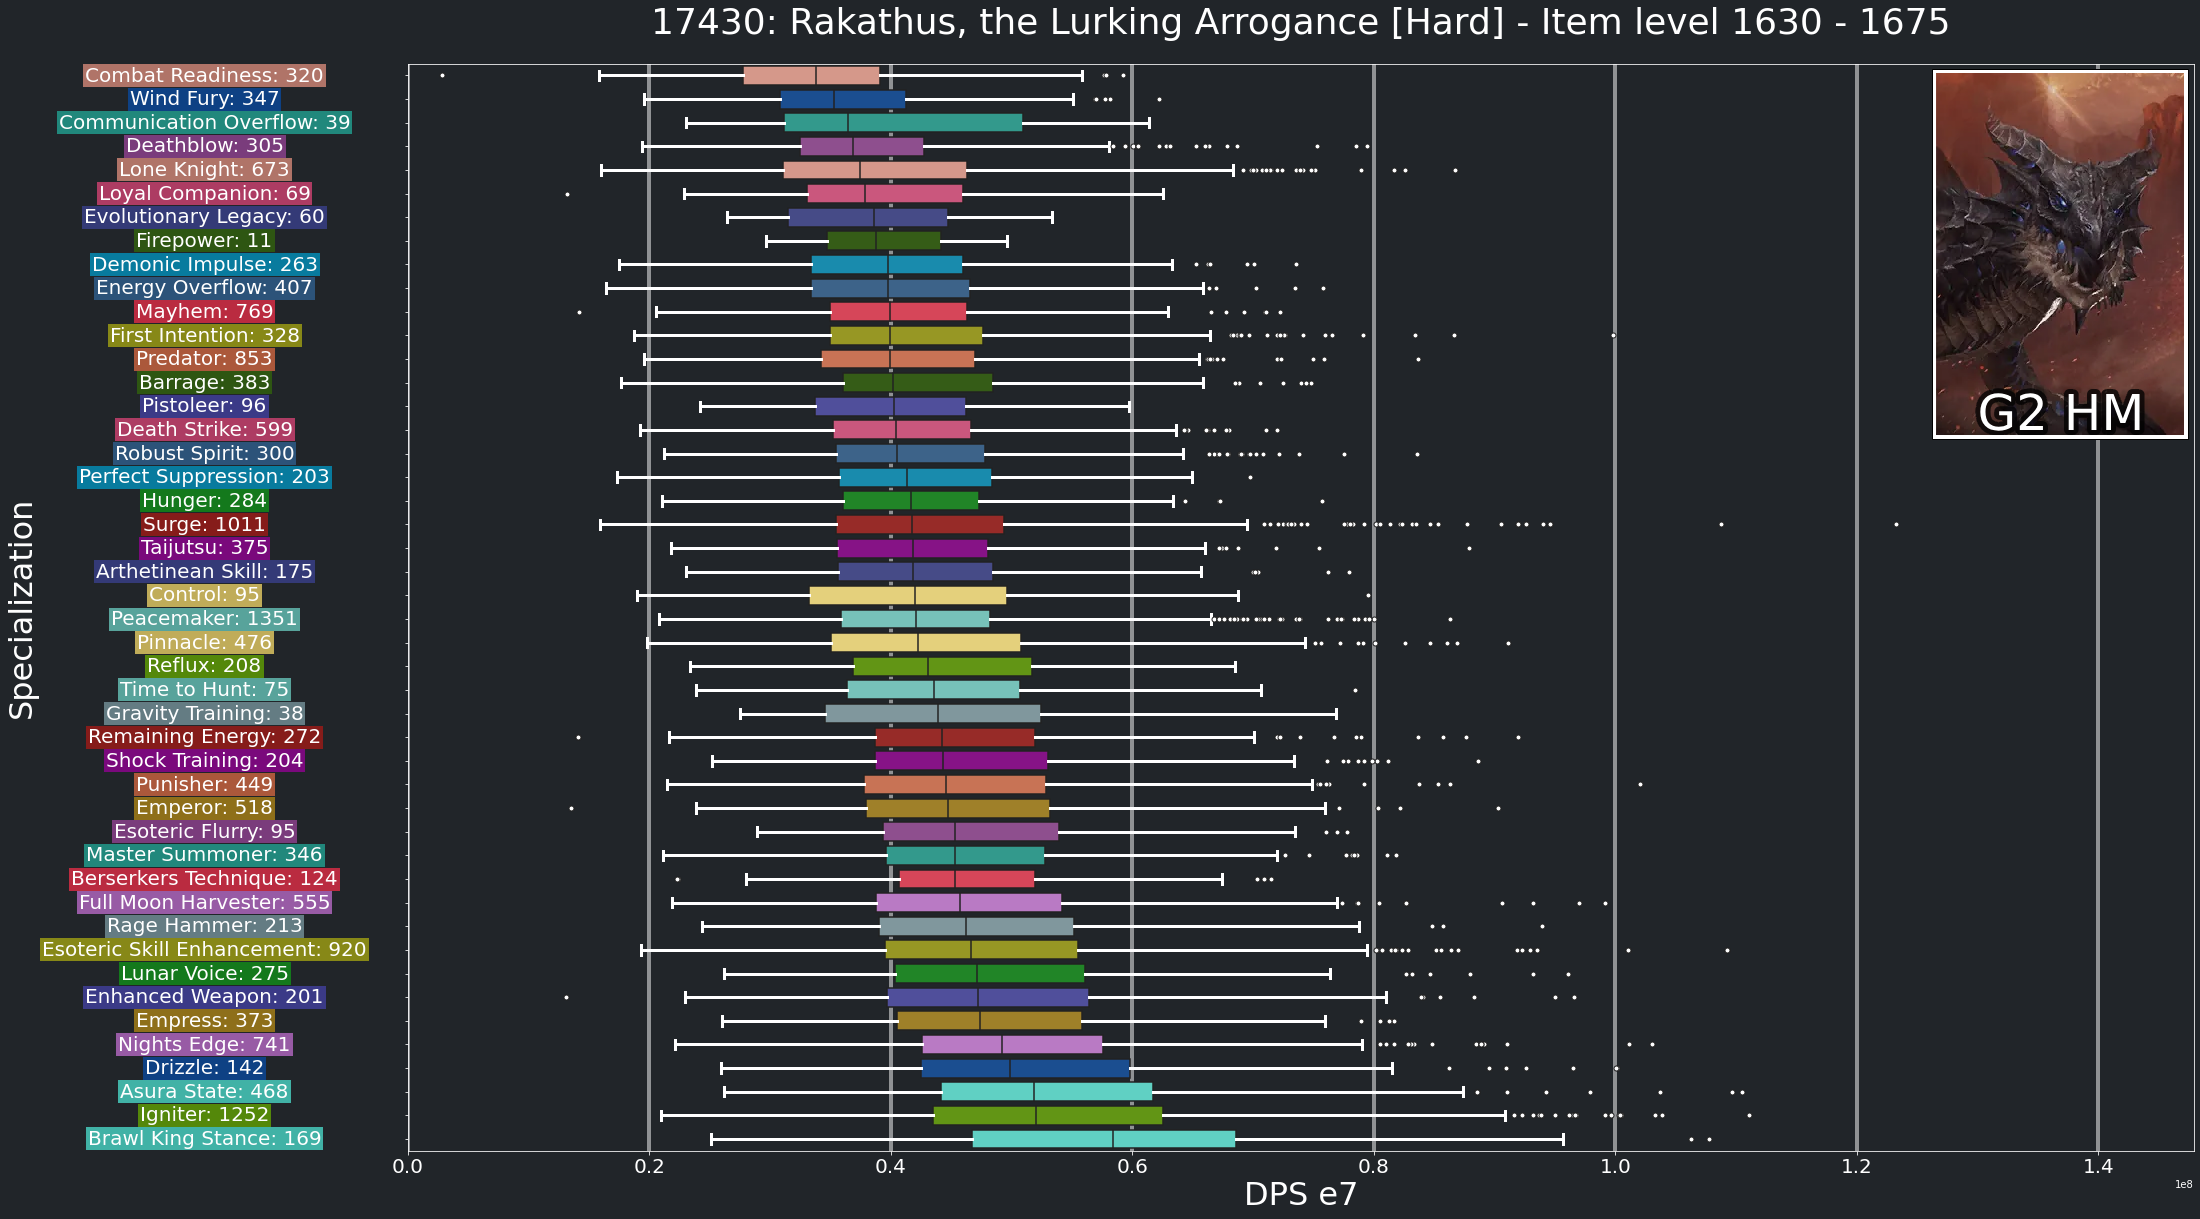 17430: Rakathus, the Lurking Arrogance [Hard] - Item level 1630 - 1675
Specialization
Combat Readiness: 320
Wind Fury: 347
Communication Overflow: 39
Deathblow: 305
Lone Knight: 673
Loyal Companion: 69
Evolutionary Legacy: 60
Firepower: 11
Demonic Impulse: 263
Energy Overflow: 407
Mayhem: 769
First Intention: 328
Predator: 853
Barrage: 383
Pistoleer: 96
Death Strike: 599
Robust Spirit: 300
Perfect Suppression: 203
Hunger: 284
Surge: 1011
Taijutsu: 375
Arthetinean Skill: 175
Control: 95
Peacemaker: 1351
Pinnacle: 476
Reflux: 208
Time to Hunt: 75
Gravity Training: 38
Remaining Energy: 272
Shock Training: 204
Punisher: 449
Emperor: 518
Esoteric Flurry: 95
Master Summoner: 346
Berserkers Technique: 124
Full Moon Harvester: 555
Rage Hammer: 213
Esoteric Skill Enhancement: 920
Lunar Voice: 275
Enhanced Weapon: 201
Empress: 373
Nights Edge: 741
Drizzle: 142
Asura State: 468
Igniter: 1252
Brawl King Stance: 169
G2 HM
0.0 0.2 0.4 0.6 0.8 1.0 1.2 1.4
DPS e7
1e8